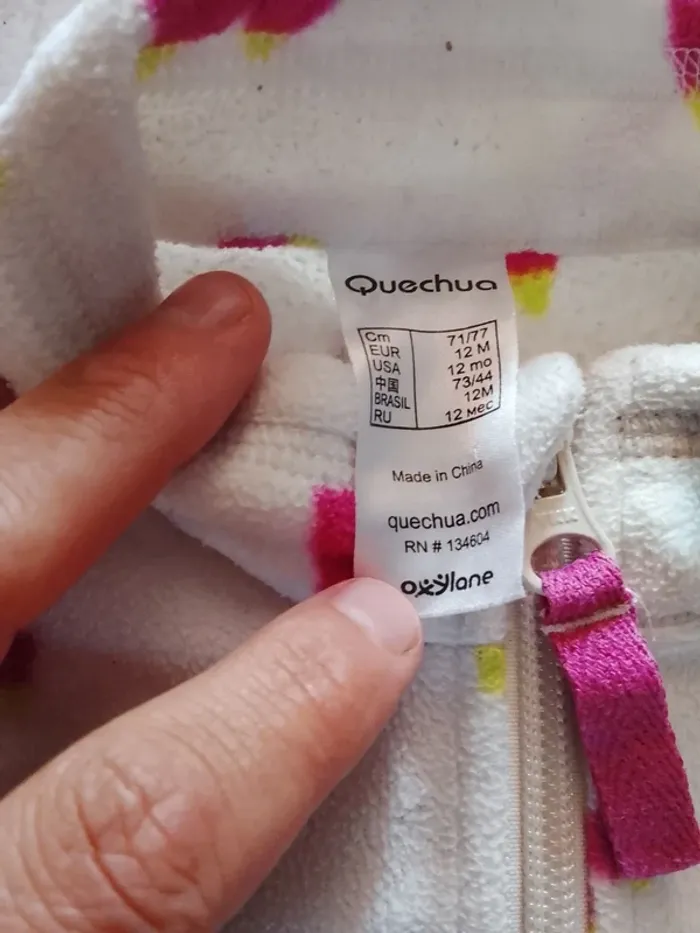 Quechua
Cm 71/77
EUR 12 M
USA 12 mo
中国 73/44
BRASIL 12M
RU 12 мес
Made in China
quechua.com
RN # 134604
oxylane